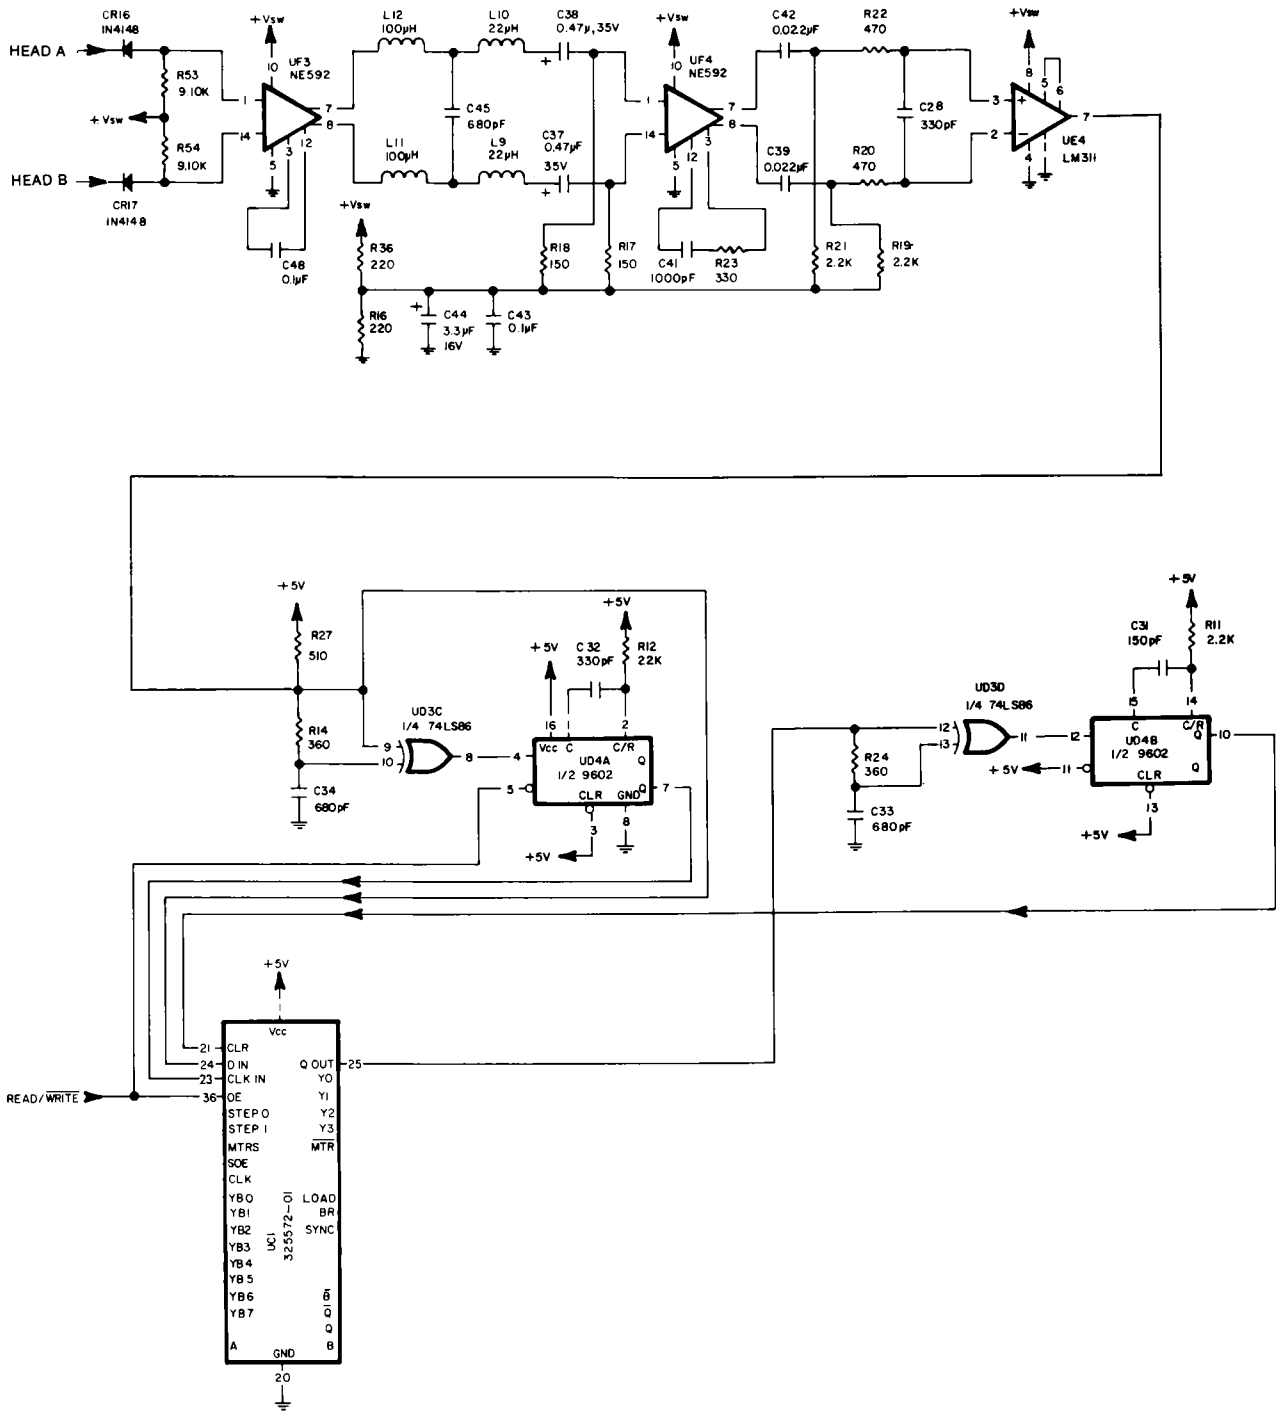 CR16
1N4148
HEAD A
R53
9.10K
+Vsw
R54
9.10K
HEAD B
CR17
1N4148
+Vsw
10
UF3
NE592
1
14
7
8
5
3
12
C48
0.1µF
L12
100µH
L10
22µH
C38
0.47µ,35V
C45
680pF
L11
100µH
L9
22µH
C37
0.47µF
35V
+
+
+Vsw
R36
220
R16
220
+
C44
3.3µF
16V
C43
0.1µF
R18
150
R17
150
+Vsw
10
UF4
NE592
1
14
7
8
5
12
3
C41
1000pF
R23
330
C42
0.022µF
R22
470
C28
330pF
C39
0.022µF
R20
470
R21
2.2K
R19
2.2K
+Vsw
8
5
6
3
+
2
−
7
4
1
UE4
LM311
+5V
R27
510
R14
360
C34
680pF
UD3C
1/4 74LS86
9
10
8
+5V
C32
330pF
+5V
R12
22K
16
1
2
Vcc
C
C/R
4
UD4A
1/2 9602
Q
5
CLR
GND
Q
7
3
8
+5V
UD3D
1/4 74LS86
12
13
11
R24
360
C33
680pF
+5V
C31
150pF
R11
2.2K
15
14
C
C/R
12
UD4B
1/2 9602
Q
10
+5V
11
Q
CLR
13
+5V
+5V
Vcc
21
CLR
24
D IN
Q OUT
25
23
CLK IN
Y0
READ/WRITE
36
OE
Y1
STEP 0
Y2
STEP 1
Y3
MTRS
MTR
SOE
CLK
YB0
LOAD
YB1
BR
YB2
SYNC
YB3
YB4
YB5
YB6
B
YB7
Q
Q
A
B
UC1
325572-01
GND
20